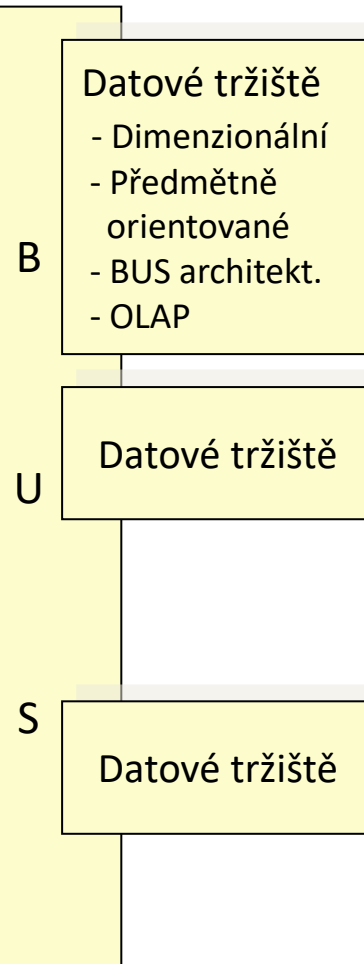 Datové tržiště
- Dimenzionální
- Předmětně
orientované
- BUS architekt.
- OLAP
B
Datové tržiště
U
S
Datové tržiště